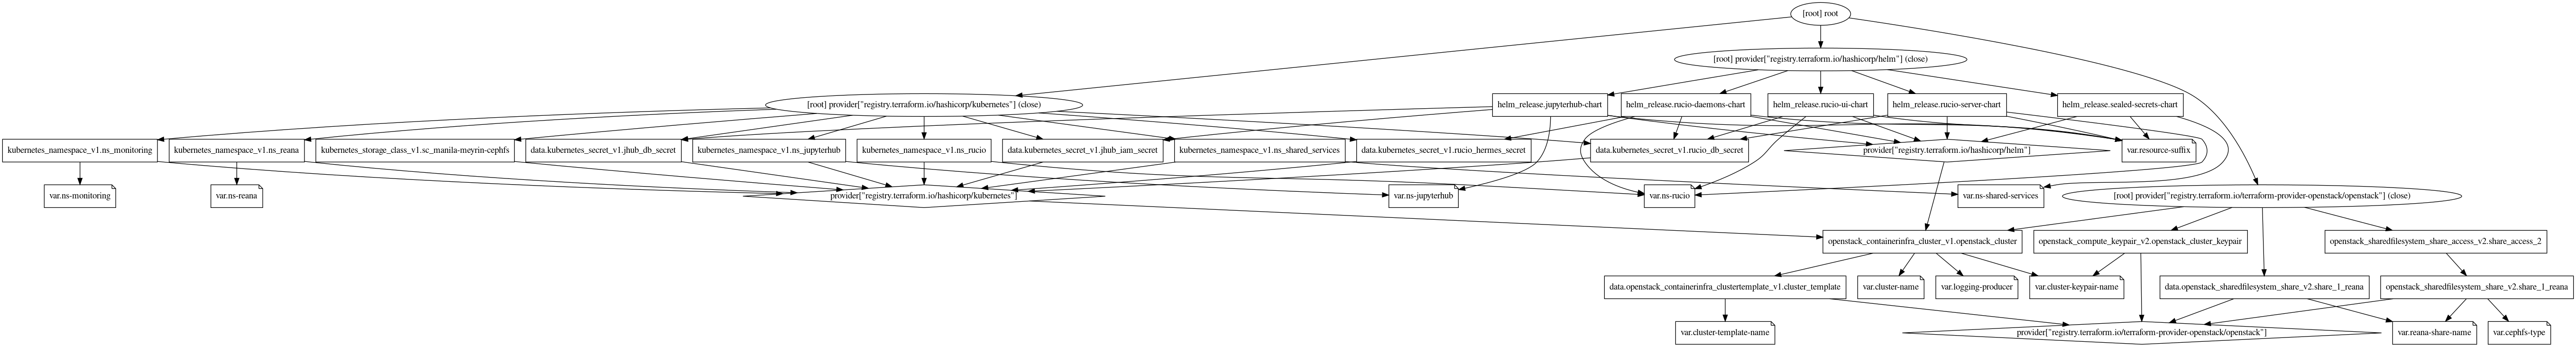 [root] root
[root] provider["registry.terraform.io/hashicorp/helm"] (close)
[root] provider["registry.terraform.io/hashicorp/kubernetes"] (close)
helm_release.jupyterhub-chart
helm_release.rucio-daemons-chart
helm_release.rucio-ui-chart
helm_release.rucio-server-chart
helm_release.sealed-secrets-chart
kubernetes_namespace_v1.ns_monitoring
kubernetes_namespace_v1.ns_reana
kubernetes_storage_class_v1.sc_manila-meyrin-cephfs
data.kubernetes_secret_v1.jhub_db_secret
kubernetes_namespace_v1.ns_jupyterhub
kubernetes_namespace_v1.ns_rucio
data.kubernetes_secret_v1.jhub_iam_secret
kubernetes_namespace_v1.ns_shared_services
data.kubernetes_secret_v1.rucio_hermes_secret
data.kubernetes_secret_v1.rucio_db_secret
provider["registry.terraform.io/hashicorp/helm"]
var.resource-suffix
var.ns-monitoring
var.ns-reana
provider["registry.terraform.io/hashicorp/kubernetes"]
var.ns-jupyterhub
var.ns-rucio
var.ns-shared-services
[root] provider["registry.terraform.io/terraform-provider-openstack/openstack"] (close)
openstack_containerinfra_cluster_v1.openstack_cluster
openstack_compute_keypair_v2.openstack_cluster_keypair
openstack_sharedfilesystem_share_access_v2.share_access_2
data.openstack_containerinfra_clustertemplate_v1.cluster_template
var.cluster-name
var.logging-producer
var.cluster-keypair-name
data.openstack_sharedfilesystem_share_v2.share_1_reana
openstack_sharedfilesystem_share_v2.share_1_reana
var.cluster-template-name
provider["registry.terraform.io/terraform-provider-openstack/openstack"]
var.reana-share-name
var.cephfs-type